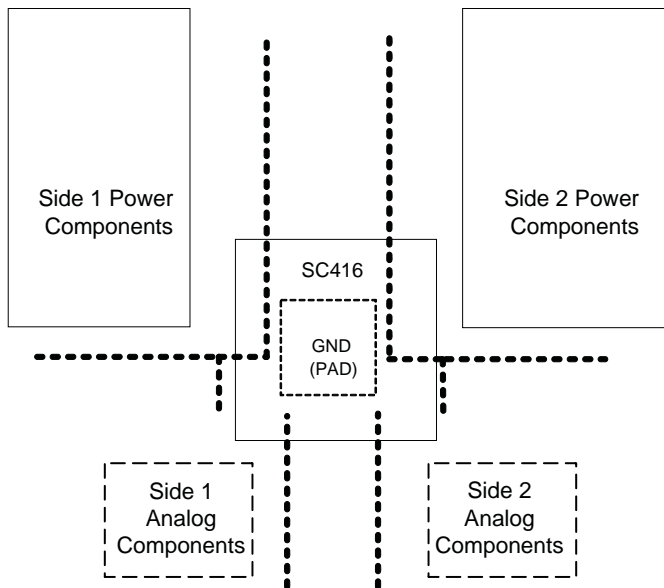 Side 1 Power
Components
Side 2 Power
Components
SC416
GND
(PAD)
Side 1
Analog
Components
Side 2
Analog
Components